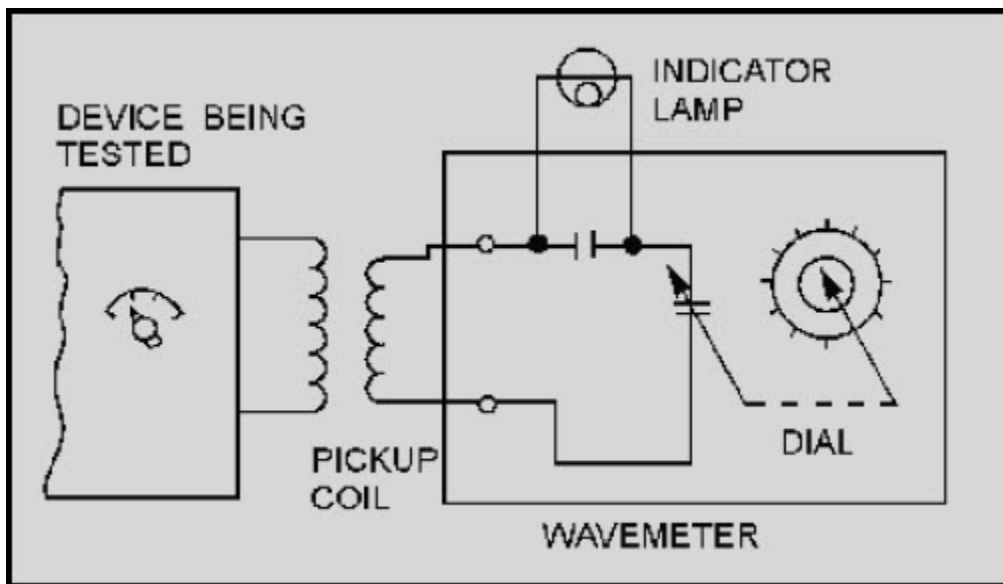 INDICATOR
LAMP
DEVICE BEING
TESTED
DIAL
PICKUP
COIL
WAVEMETER